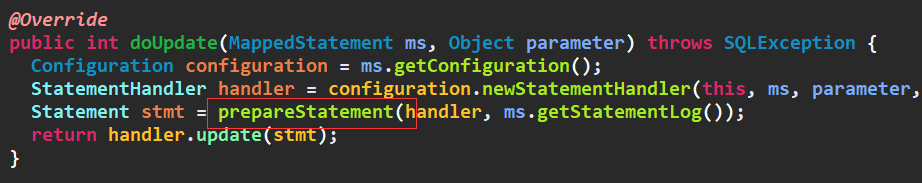 @Override
public int doUpdate(MappedStatement ms, Object parameter) throws SQLException {
Configuration configuration = ms.getConfiguration();
StatementHandler handler = configuration.newStatementHandler(this, ms, parameter,
Statement stmt = prepareStatement(handler, ms.getStatementLog());
return handler.update(stmt);
}